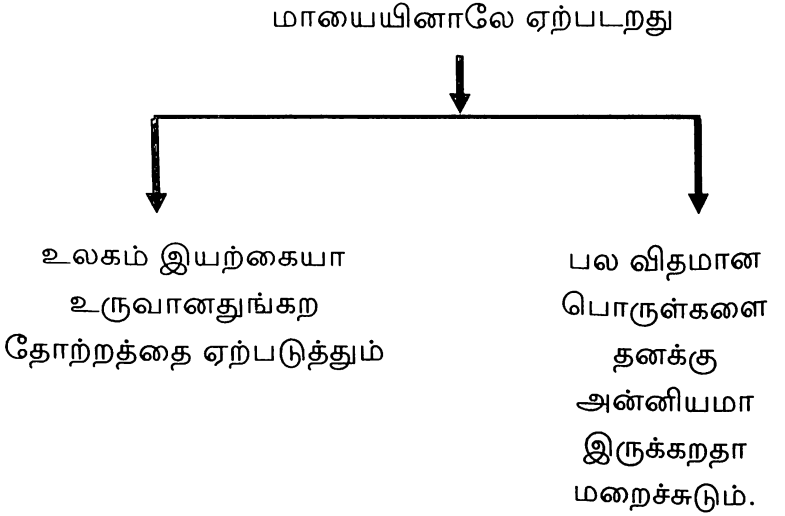 மாயையினாலே ஏற்படறது
உலகம் இயற்கையா
உருவானதுங்கற
தோற்றத்தை ஏற்படுத்தும்
பல விதமான
பொருள்களை
தனக்கு
அன்னியமா
இருக்கறதா
மறைச்சுடும்.